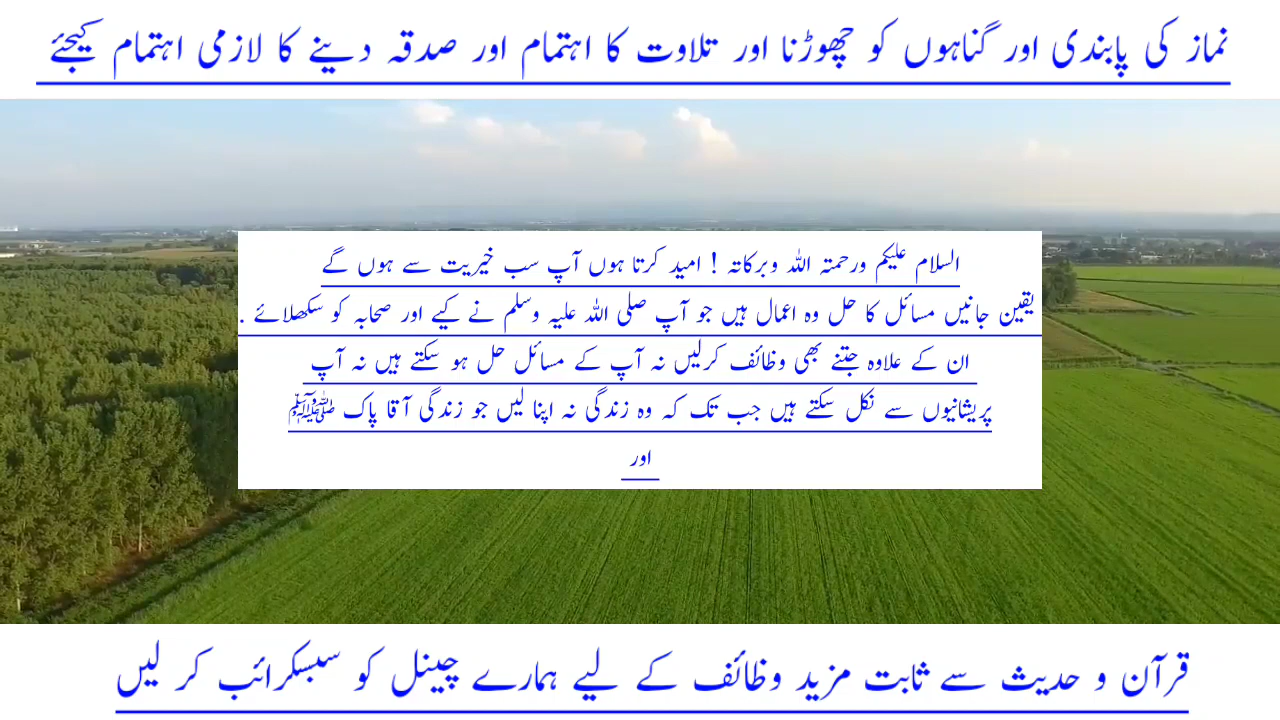 نماز کی پابندی اور گناہوں کو چھوڑنا اور تلاوت کا اہتمام اور صدقہ دینے کا لازمی اہتمام کیجئے
السلام علیکم ورحمتہ اللہ وبرکاتہ ! امید کرتا ہوں آپ سب خیریت سے ہوں گے
یقین جانیں مسائل کا حل وہ اعمال ہیں جو آپ صلی اللہ علیہ وسلم نے کیے اور صحابہ کو سکھلائے .
ان کے علاوہ جتنے بھی وظائف کرلیں نہ آپ کے مسائل حل ہو سکتے ہیں نہ آپ
پریشانیوں سے نکل سکتے ہیں جب تک کہ وہ زندگی نہ اپنا لیں جو زندگی آقا پاک ﷺ
اور
قرآن و حدیث سے ثابت مزید وظائف کے لیے ہمارے چینل کو سبسکرائب کر لیں